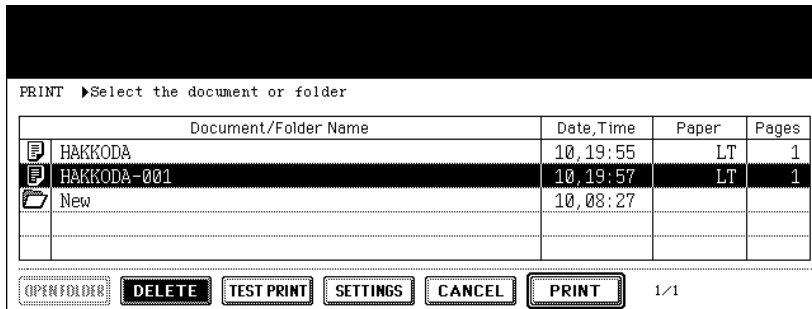 PRINT ▶Select the document or folder
Document/Folder Name Date,Time Paper Pages
HAKKODA 10,19:55 LT 1
HAKKODA-001 10,19:57 LT 1
New 10,08:27
OPEN FOLDER DELETE TEST PRINT SETTINGS CANCEL PRINT 1/1